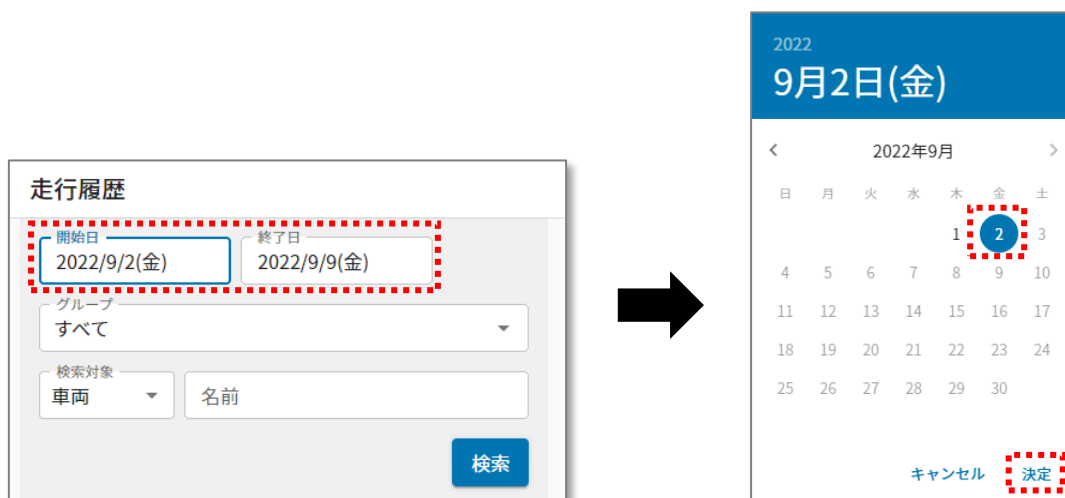 走行履歴
開始日 終了日
2022/9/2(金) 2022/9/9(金)
グループ
すべて
検索対象
車両 名前
検索
2022
9月2日(金)
2022年9月
日 月 火 水 木 金 土
1 2 3
4 5 6 7 8 9 10
11 12 13 14 15 16 17
18 19 20 21 22 23 24
25 26 27 28 29 30
キャンセル 決定